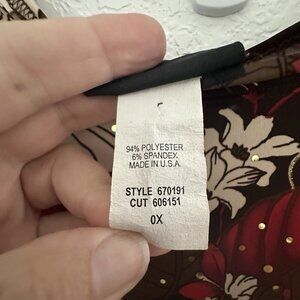 94% POLYESTER
6% SPANDEX
MADE IN U.S.A.
STYLE 670191
CUT 606151
0X